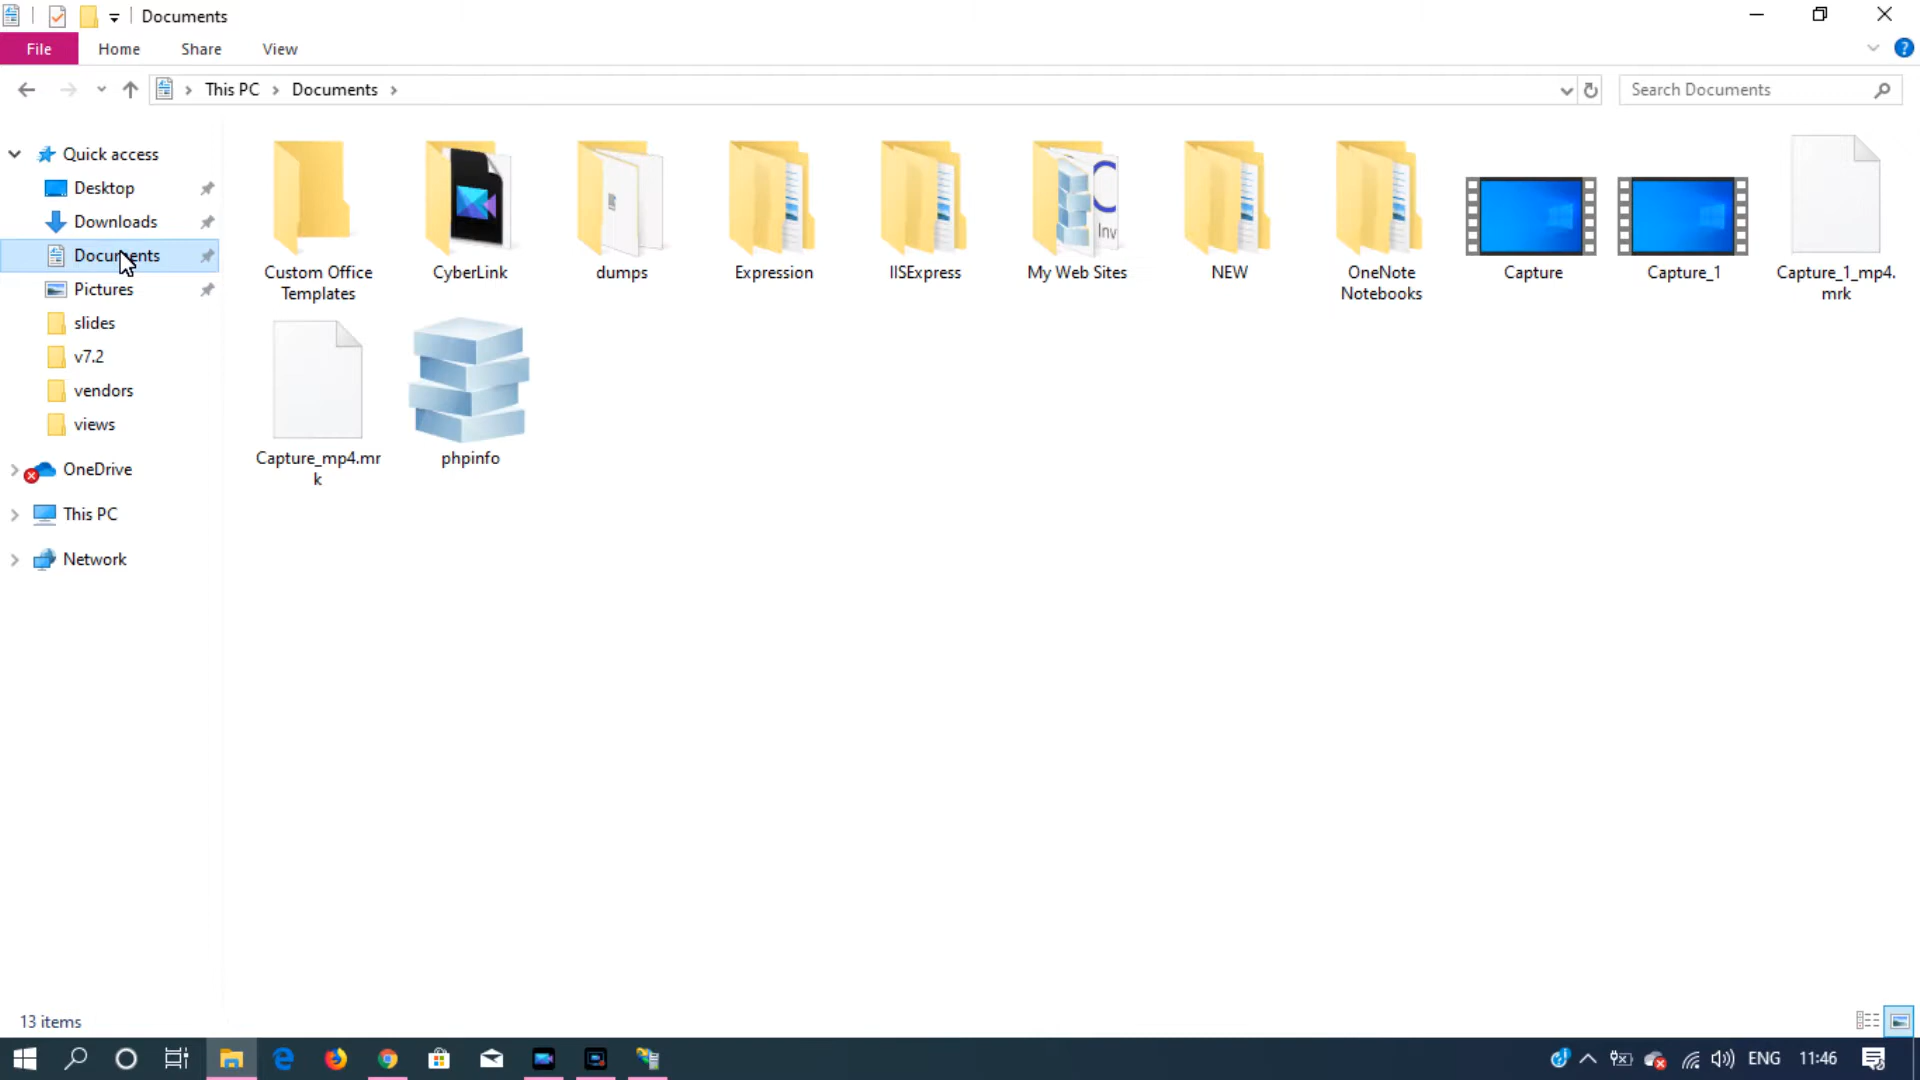 Documents
File Home Share View
This PC Documents
Search Documents
Quick access
Desktop
Downloads
Documents
Pictures
slides
v7.2
vendors
views
OneDrive
This PC
Network
Custom Office
Templates
CyberLink
dumps
Expression
IISExpress
My Web Sites
NEW
OneNote
Notebooks
Capture
Capture_1
Capture_1_mp4.
mrk
Capture_mp4.mr
k
phpinfo
Inv
13 items
ENG 11:46